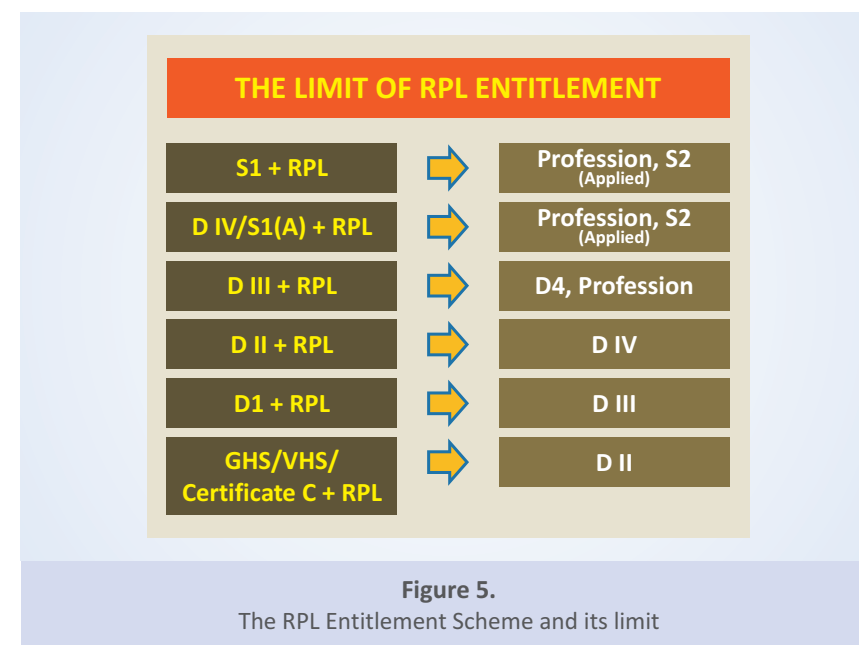 THE LIMIT OF RPL ENTITLEMENT
S1 + RPL
Profession, S2
(Applied)
D IV/S1(A) + RPL
Profession, S2
(Applied)
D III + RPL
D4, Profession
D II + RPL
D IV
D1 + RPL
D III
GHS/VHS/
Certificate C + RPL
D II
Figure 5.
The RPL Entitlement Scheme and its limit